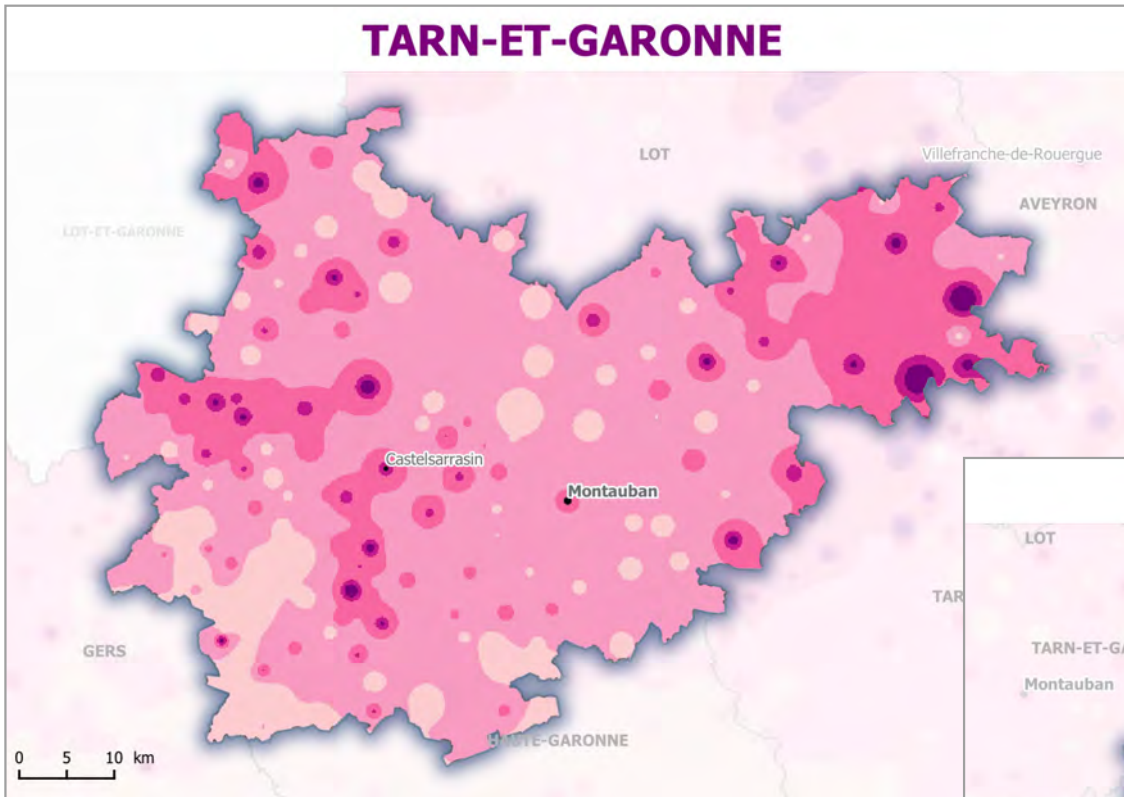 TARN-ET-GARONNE
LOT
Villefranche-de-Rouergue
AVEYRON
LOT-ET-GARONNE
Castelsarrasin
Montauban
LOT
TAR
GERS
TARN-ET-GA
Montauban
HAUTE-GARONNE
0 5 10 km